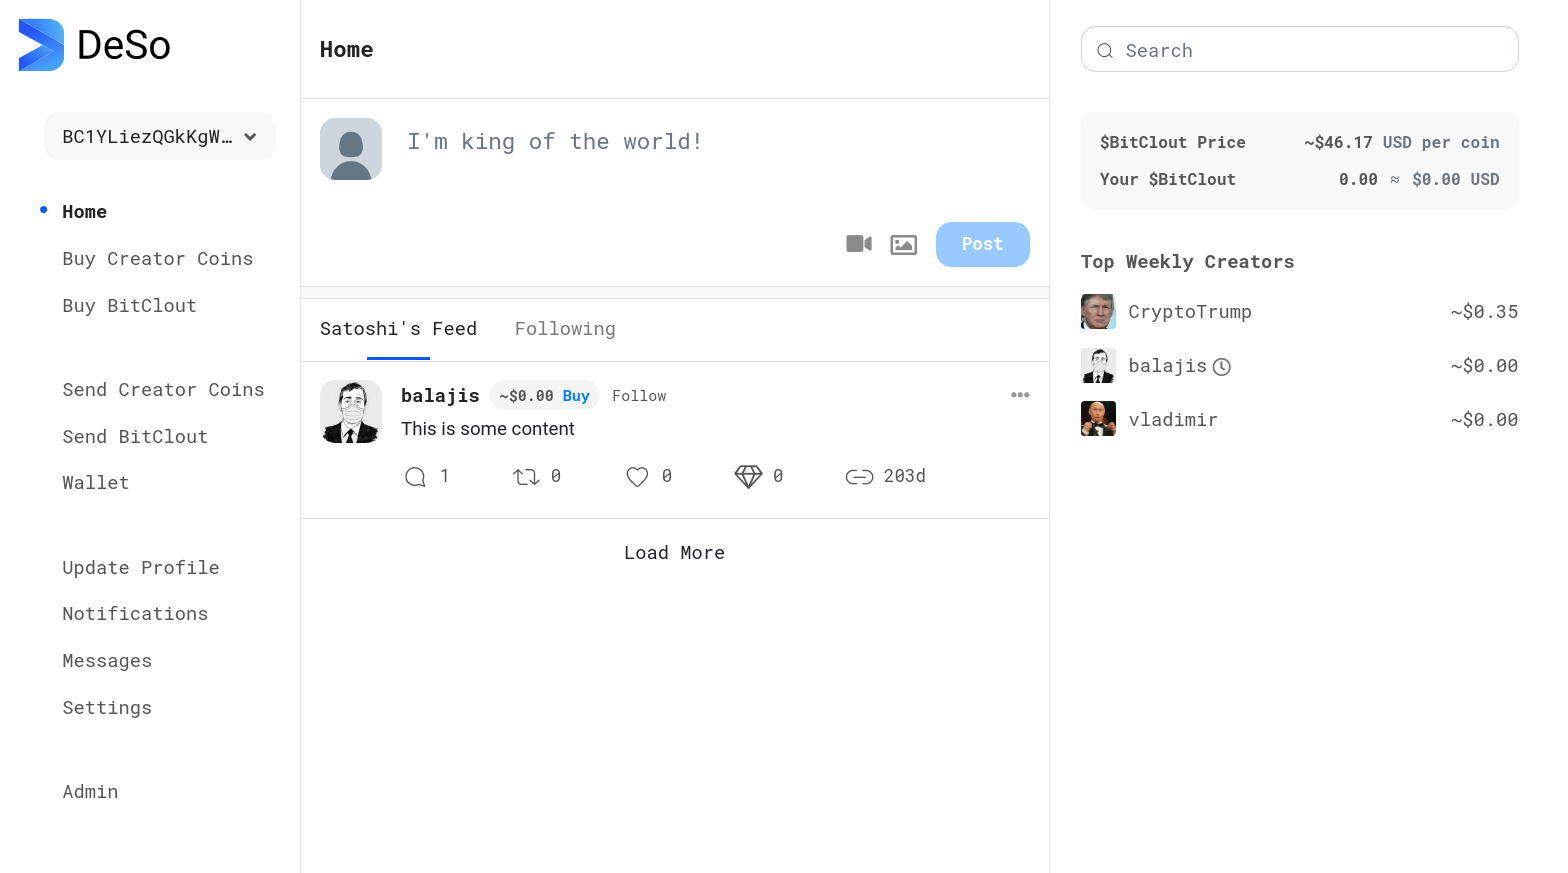 DeSo
BC1YLiezQGkKgW…
Home
Buy Creator Coins
Buy BitClout
Send Creator Coins
Send BitClout
Wallet
Update Profile
Notifications
Messages
Settings
Admin
Home
I'm king of the world!
Post
Satoshi's Feed Following
balajis ~$0.00 Buy Follow
This is some content
1 0 0 0 203d
Load More
Search
$BitClout Price ~$46.17 USD per coin
Your $BitClout 0.00 ≈ $0.00 USD
Top Weekly Creators
CryptoTrump ~$0.35
balajis ~$0.00
vladimir ~$0.00